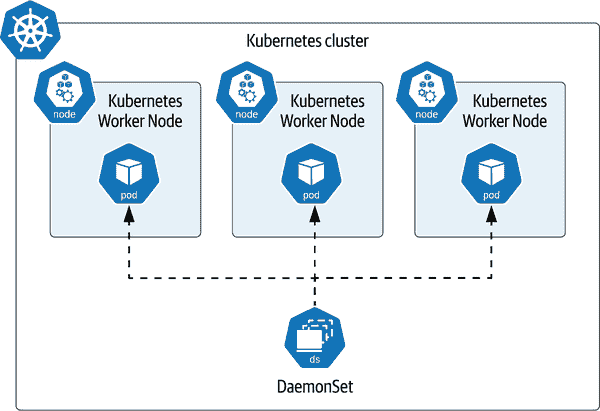 Kubernetes cluster
node
Kubernetes
Worker Node
pod
node
Kubernetes
Worker Node
pod
node
Kubernetes
Worker Node
pod
ds
DaemonSet